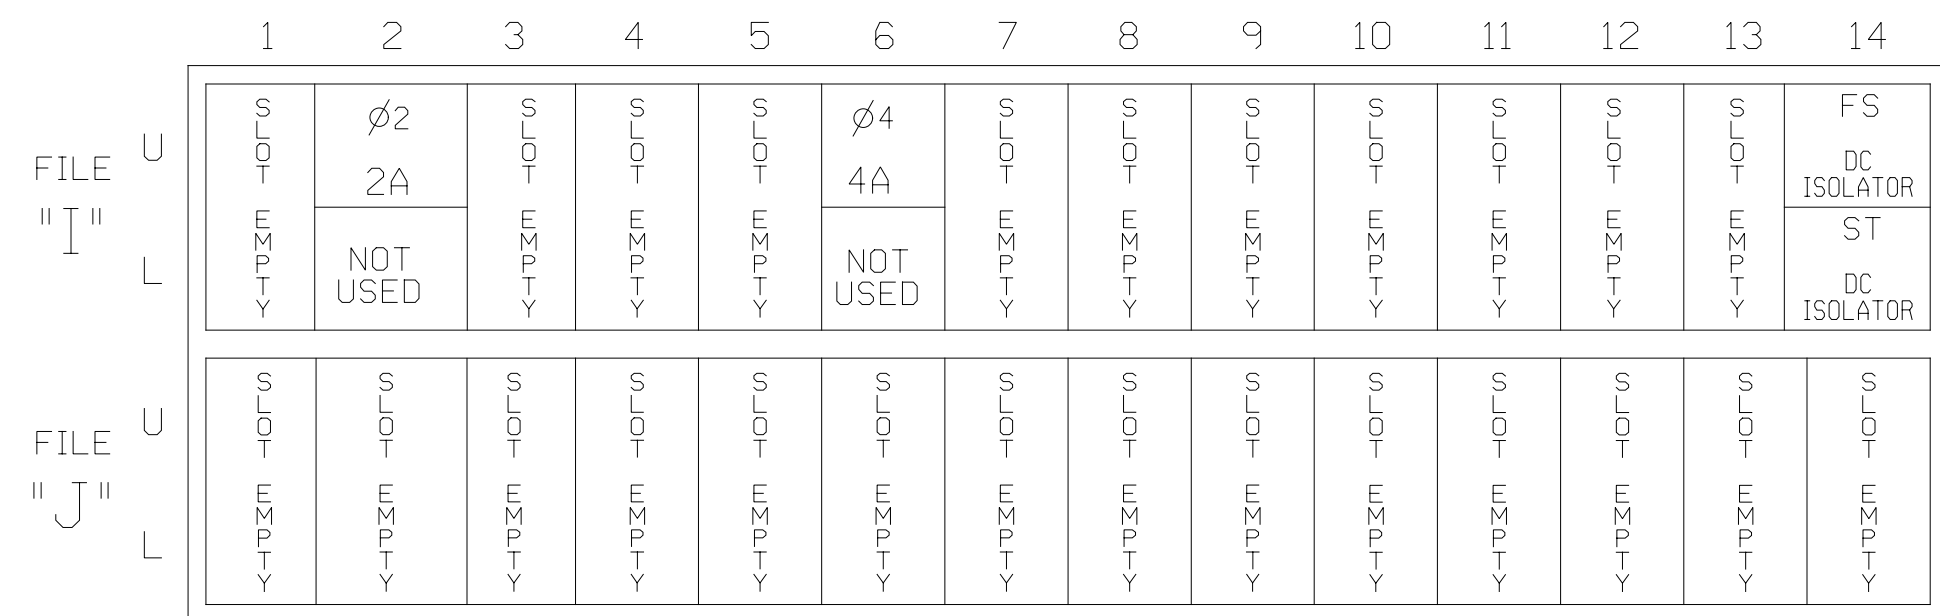 1 2 3 4 5 6 7 8 9 10 11 12 13 14
FILE
"I"
U
L
SLOT EMPTY
Ø2
2A
NOT
USED
SLOT EMPTY
SLOT EMPTY
SLOT EMPTY
Ø4
4A
NOT
USED
SLOT EMPTY
SLOT EMPTY
SLOT EMPTY
SLOT EMPTY
SLOT EMPTY
SLOT EMPTY
SLOT EMPTY
FS
DC
ISOLATOR
ST
DC
ISOLATOR
FILE
"J"
U
L
SLOT EMPTY
SLOT EMPTY
SLOT EMPTY
SLOT EMPTY
SLOT EMPTY
SLOT EMPTY
SLOT EMPTY
SLOT EMPTY
SLOT EMPTY
SLOT EMPTY
SLOT EMPTY
SLOT EMPTY
SLOT EMPTY
SLOT EMPTY